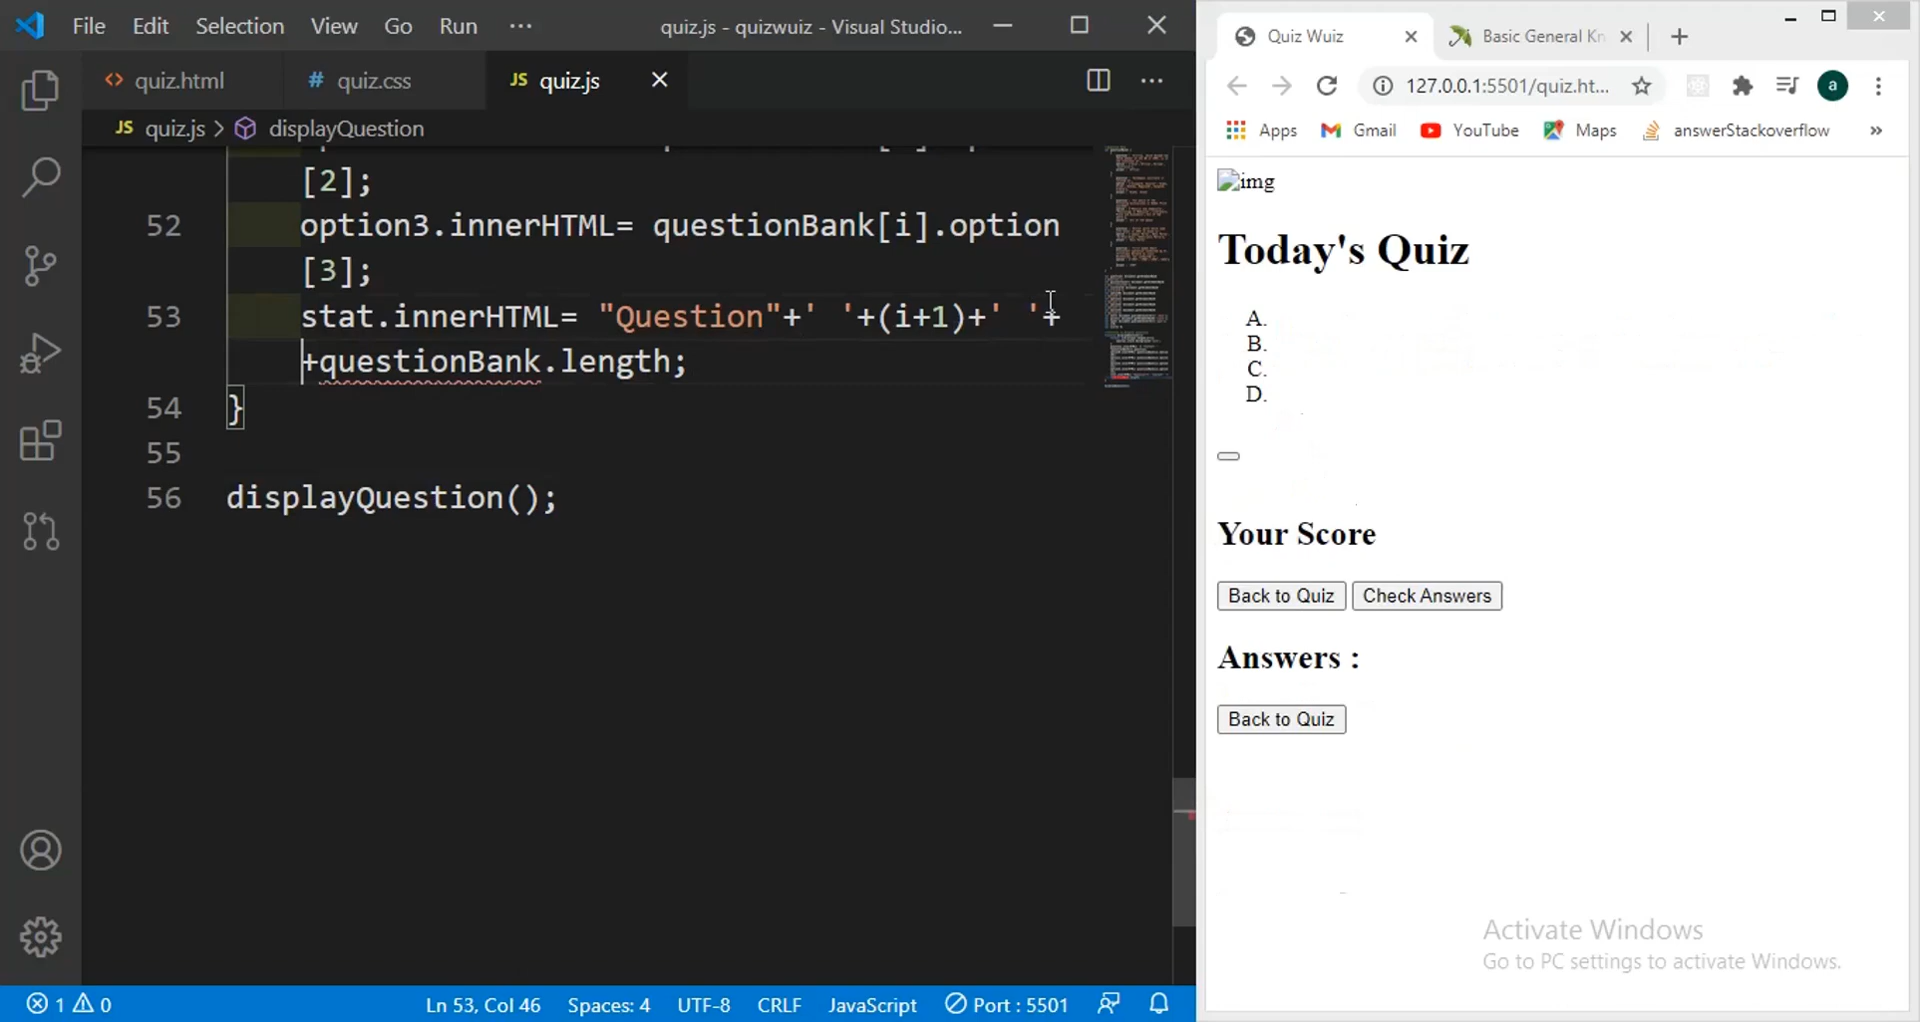 File Edit Selection View Go Run ··· quiz.js - quizwuiz - Visual Studio...
quiz.html # quiz.css JS quiz.js
JS quiz.js > displayQuestion
[2];
52 option3.innerHTML= questionBank[i].option
[3];
53 stat.innerHTML= "Question"+' '+(i+1)+' '+
+questionBank.length;
54 }
55
56 displayQuestion();
1 0 Ln 53, Col 46 Spaces: 4 UTF-8 CRLF JavaScript Port : 5501
Quiz Wuiz Basic General Kn
127.0.0.1:5501/quiz.ht... a
Apps Gmail YouTube Maps answerStackoverflow »
img
Today's Quiz
A.
B.
C.
D.
Your Score
Back to Quiz Check Answers
Answers :
Back to Quiz
Activate Windows
Go to PC settings to activate Windows.